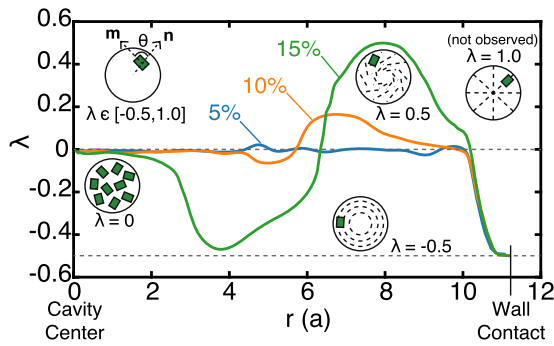 0.6
0.4
0.2
0
-0.2
-0.4
-0.6
λ
m θ n
λ ϵ [-0.5,1.0]
5%
10%
15%
λ = 0.5
(not observed)
λ = 1.0
λ = 0
λ = -0.5
0 2 4 6 8 10 12
Cavity
Center
r (a)
Wall
Contact